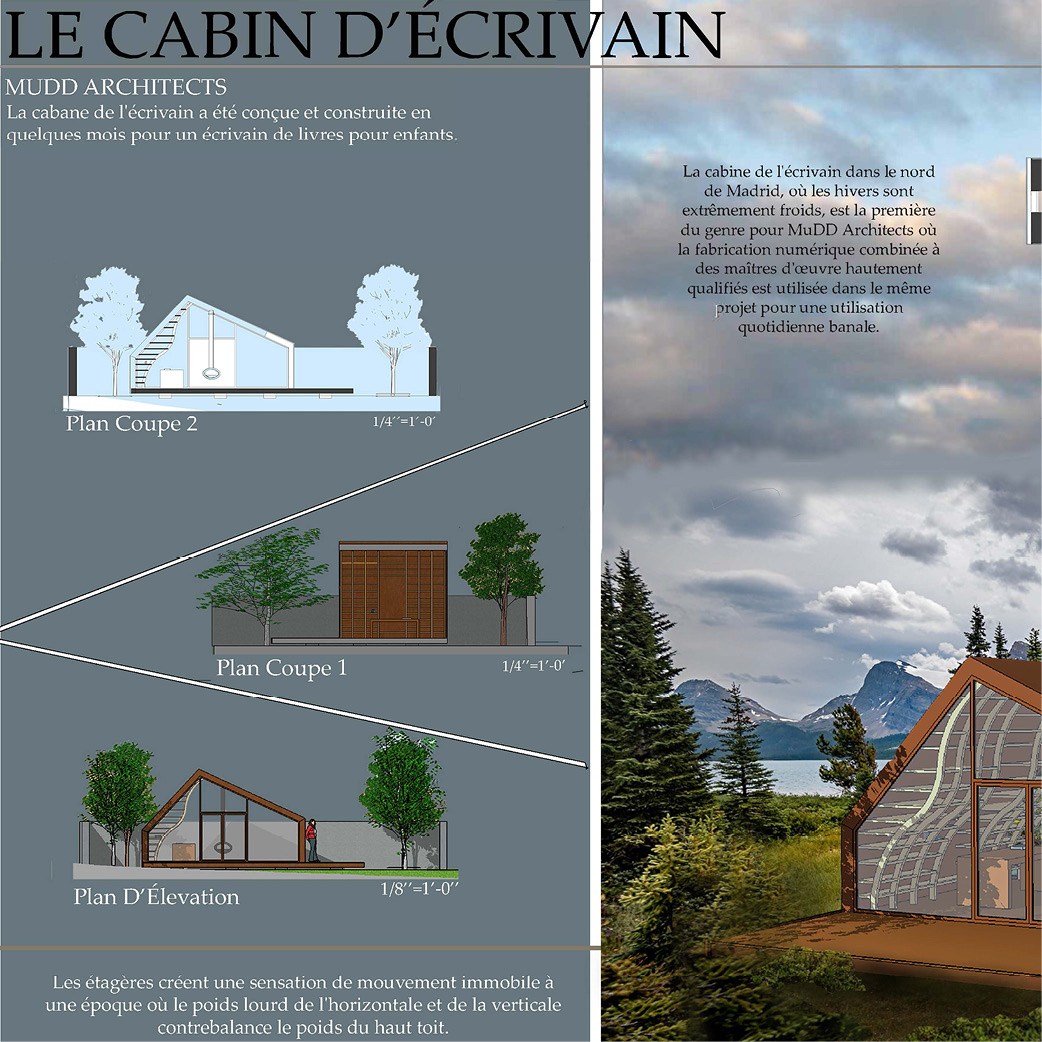 LE CABIN D’ÉCRIVAIN
MUDD ARCHITECTS
La cabane de l'écrivain a été conçue et construite en
quelques mois pour un écrivain de livres pour enfants.
La cabine de l'écrivain dans le nord
de Madrid, où les hivers sont
extrêmement froids, est la première
du genre pour MuDD Architects où
la fabrication numérique combinée à
des maîtres d'œuvre hautement
qualifiés est utilisée dans le même
projet pour une utilisation
quotidienne banale.
Plan Coupe 2
1/4´´=1’-0’
Plan Coupe 1
1/4’’=1’-0’
Plan D’Élevation
1/8’’=1’-0’’
Les étagères créent une sensation de mouvement immobile à
une époque où le poids lourd de l'horizontale et de la verticale
contrebalance le poids du haut toit.